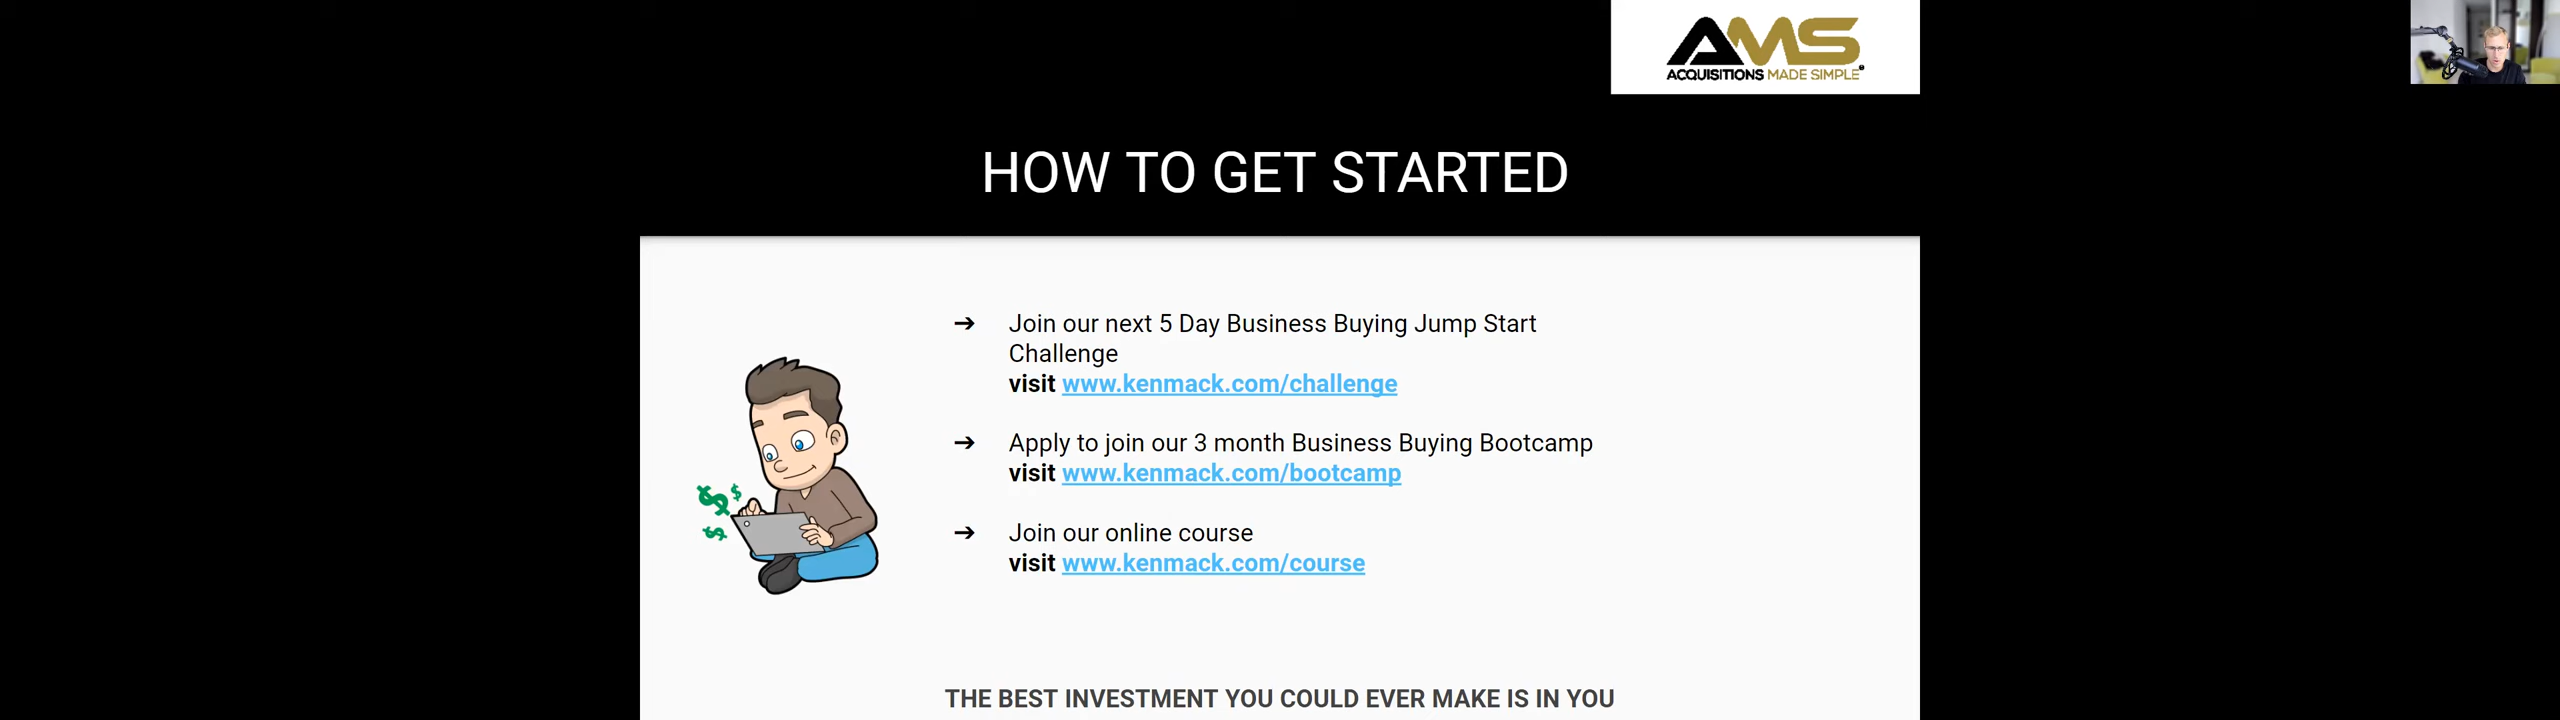 AMS
ACQUISITIONS MADE SIMPLE
HOW TO GET STARTED
➔ Join our next 5 Day Business Buying Jump Start
Challenge
visit www.kenmack.com/challenge
➔ Apply to join our 3 month Business Buying Bootcamp
visit www.kenmack.com/bootcamp
➔ Join our online course
visit www.kenmack.com/course
$ $
$
THE BEST INVESTMENT YOU COULD EVER MAKE IS IN YOU